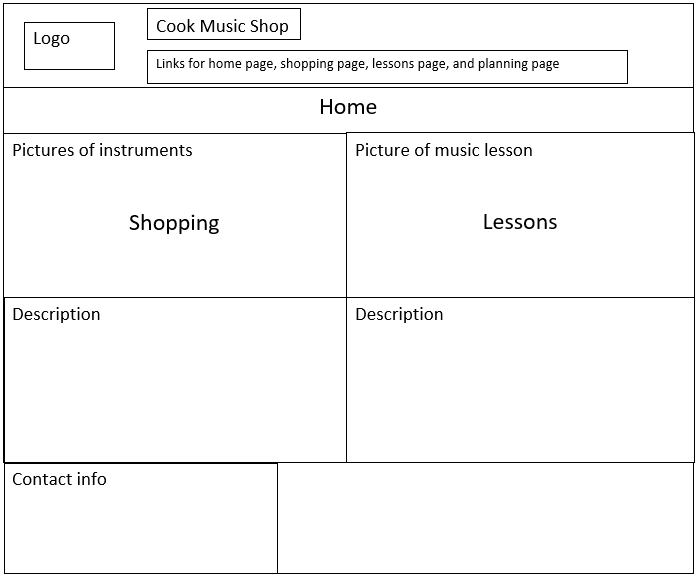 Logo
Cook Music Shop
Links for home page, shopping page, lessons page, and planning page
Home
Pictures of instruments
Shopping
Picture of music lesson
Lessons
Description
Description
Contact info